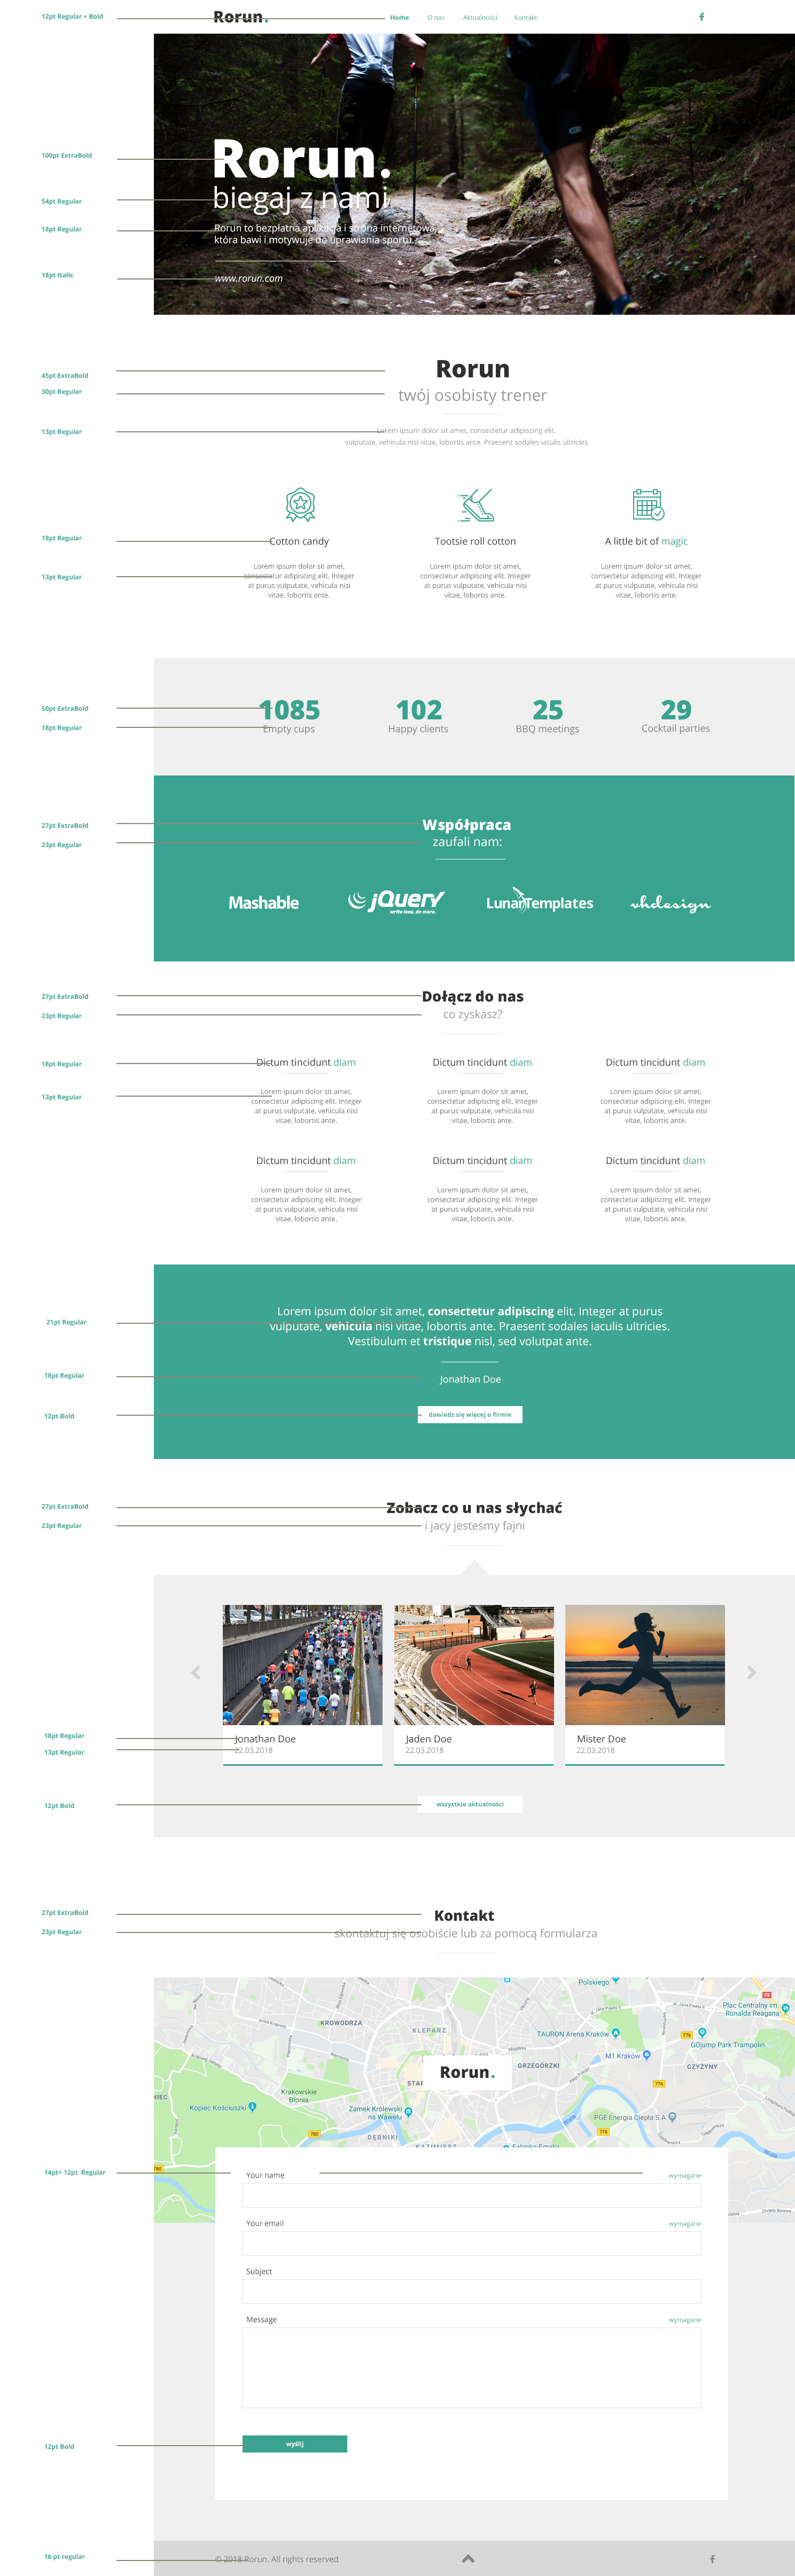 12pt Regular + Bold
Rorun.
Home O nas Aktualności Kontakt
100pt ExtraBold
Rorun.
54pt Regular
biegaj z nami.
18pt Regular
Rorun to bezpłatna aplikacja i strona internetowa,
która bawi i motywuje do uprawiania sportu.
18pt Italic
www.rorun.com
45pt ExtraBold
Rorun
30pt Regular
twój osobisty trener
13pt Regular
Lorem ipsum dolor sit amet, consectetur adipiscing elit.
vulputate, vehicula nisi vitae, lobortis ante. Praesent sodales iaculis ultricies
18pt Regular
Cotton candy
Tootsie roll cotton
A little bit of magic
13pt Regular
Lorem ipsum dolor sit amet,
consectetur adipiscing elit. Integer
at purus vulputate, vehicula nisi
vitae, lobortis ante.
Lorem ipsum dolor sit amet,
consectetur adipiscing elit. Integer
at purus vulputate, vehicula nisi
vitae, lobortis ante.
Lorem ipsum dolor sit amet,
consectetur adipiscing elit. Integer
at purus vulputate, vehicula nisi
vitae, lobortis ante.
50pt ExtraBold
1085 102 25 29
18pt Regular
Empty cups
Happy clients
BBQ meetings
Cocktail parties
27pt ExtraBold
Współpraca
23pt Regular
zaufali nam:
Mashable
jQuery
write less, do more.
LunarTemplates
vhdesign
27pt ExtraBold
Dołącz do nas
23pt Regular
co zyskasz?
18pt Regular
Dictum tincidunt diam
Dictum tincidunt diam
Dictum tincidunt diam
13pt Regular
Lorem ipsum dolor sit amet,
consectetur adipiscing elit. Integer
at purus vulputate, vehicula nisi
vitae, lobortis ante.
Lorem ipsum dolor sit amet,
consectetur adipiscing elit. Integer
at purus vulputate, vehicula nisi
vitae, lobortis ante.
Lorem ipsum dolor sit amet,
consectetur adipiscing elit. Integer
at purus vulputate, vehicula nisi
vitae, lobortis ante.
Dictum tincidunt diam
Dictum tincidunt diam
Dictum tincidunt diam
Lorem ipsum dolor sit amet,
consectetur adipiscing elit. Integer
at purus vulputate, vehicula nisi
vitae, lobortis ante.
Lorem ipsum dolor sit amet,
consectetur adipiscing elit. Integer
at purus vulputate, vehicula nisi
vitae, lobortis ante.
Lorem ipsum dolor sit amet,
consectetur adipiscing elit. Integer
at purus vulputate, vehicula nisi
vitae, lobortis ante.
21pt Regular
Lorem ipsum dolor sit amet, consectetur adipiscing elit. Integer at purus
vuiputate, vehicuia nisi vitae, lobortis ante. Praesent sodales iaculis ultricies.
Vestibulum et tristique nisl, sed volutpat ante.
18pt Regular
Jonathan Doe
12pt Bold
dowiedz się więcej o firmie
27pt ExtraBold
Zobacz co u nas słychać
23pt Regular
i jacy jesteśmy fajni
18pt Regular
Jonathan Doe
Jaden Doe
Mister Doe
13pt Regular
22.03.2018
22.03.2018
22.03.2018
12pt Bold
wszystkie aktualności
27pt ExtraBold
Kontakt
23pt Regular
skontaktuj się osobiście lub za pomocą formularza
Polskiego
79
Plac Centralny im.
Ronalda Reagana
KROWODRZA
KLEPARZ
TAURON Arena Kraków
776
GOjump Park Trampolin
M1 Kraków
GRZEGÓRZKI
CZYŻYNY
Rorun.
STAR
776
Krakowskie
Błonia
Kopiec Kościuszki
Zamek Królewski
na Wawelu
PGE Energia Ciepła S.A
780
776
DĘBNIKI
KAZIMIERZ
Fabryka Emalia
780
14pt+ 12pt Regular
Your name wymagane
Your email wymagane
Subject
Message wymagane
12pt Bold
wyślij
16 pt regular
© 2018 Rorun. All rights reserved